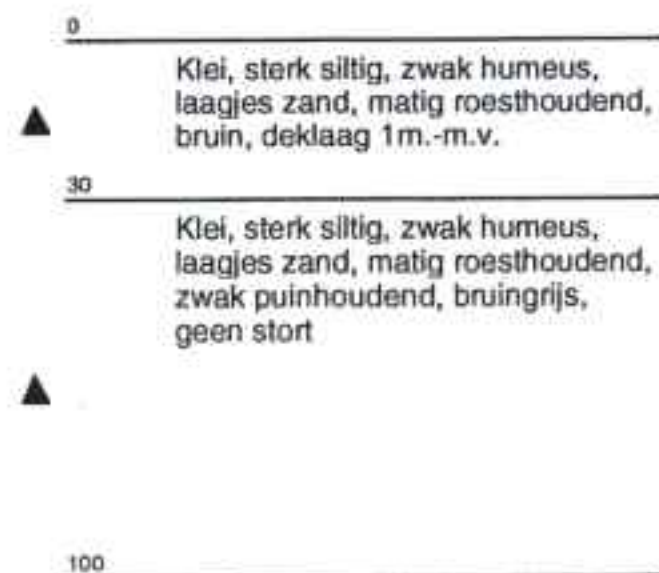 0
Klei, sterk siltig, zwak humeus,
laagjes zand, matig roesthoudend,
bruin, deklaag 1m.-m.v.
30
Klei, sterk siltig, zwak humeus,
laagjes zand, matig roesthoudend,
zwak puinhoudend, bruingrijs,
geen stort
100